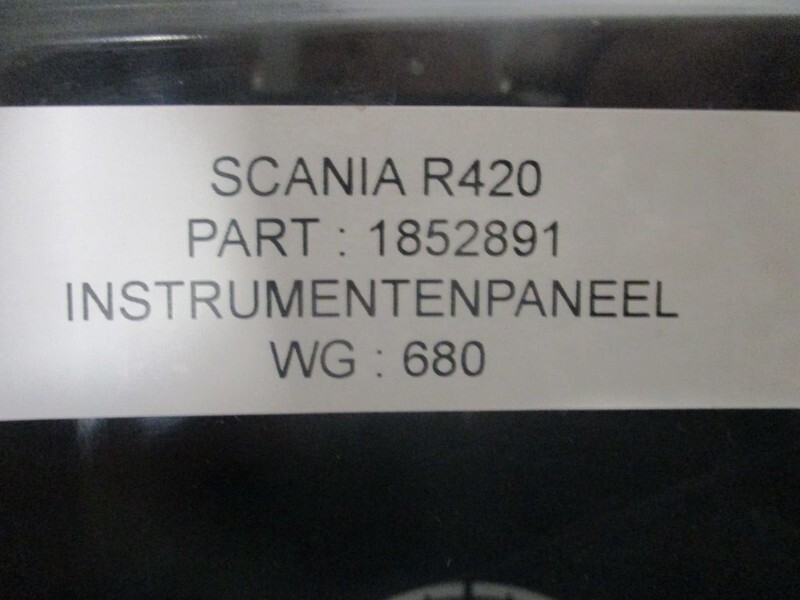 SCANIA R420
PART : 1852891
INSTRUMENTENPANEEL
WG : 680